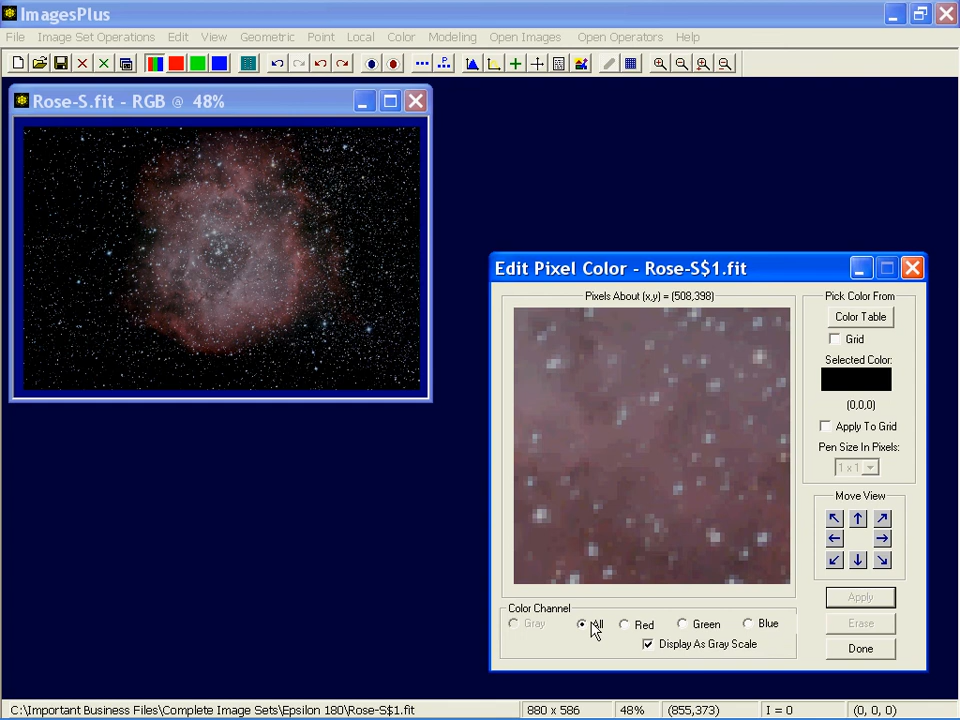 ImagesPlus
File Image Set Operations Edit View Geometric Point Local Color Modeling Open Images Open Operators Help
Rose-S.fit - RGB @ 48%
Edit Pixel Color - Rose-S$1.fit
Pixels About (x,y) = (508,398)
Pick Color From
Color Table
Grid
Selected Color:
(0,0,0)
Apply To Grid
Pen Size In Pixels:
1 x 1
Move View
Apply
Erase
Done
Color Channel
Gray All Red Green Blue
Display As Gray Scale
C:\Important Business Files\Complete Image Sets\Epsilon 180\Rose-S$1.fit 880 x 586 48% (855,373) I = 0 (0, 0, 0)